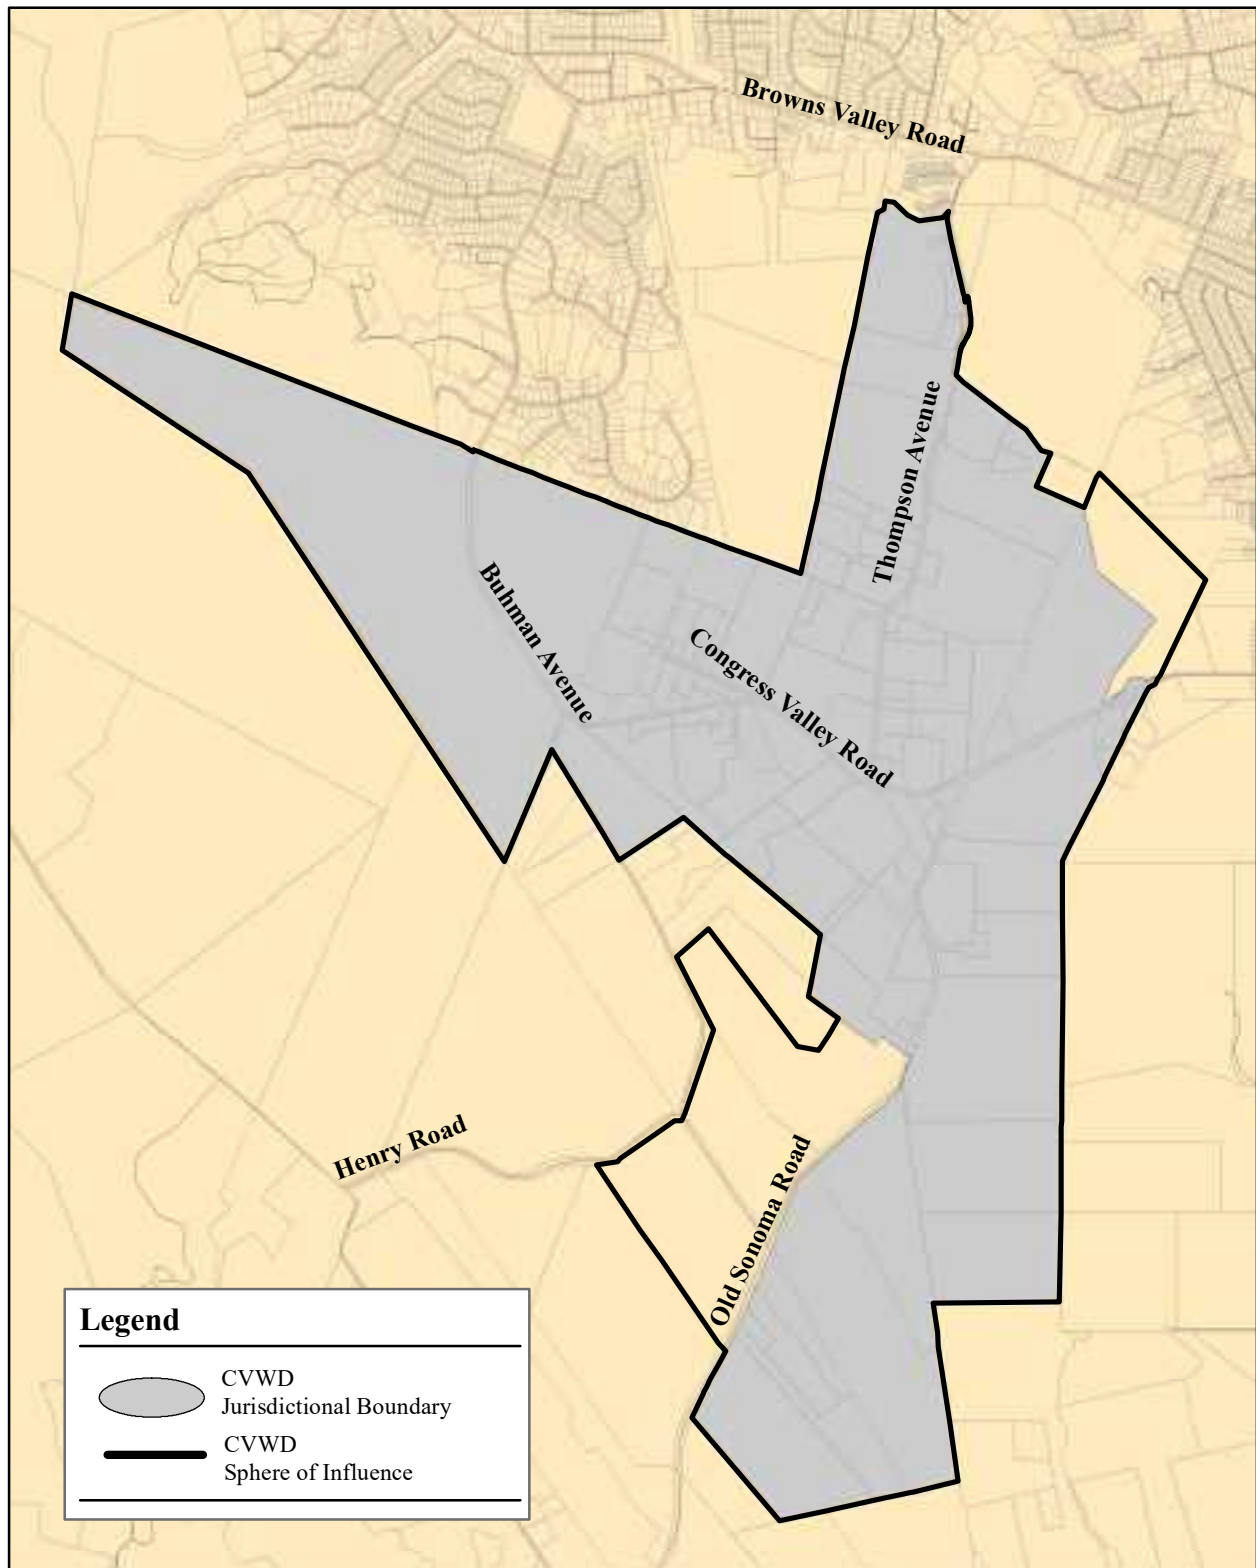 Browns Valley Road
Thompson Avenue
Buhman Avenue
Congress Valley Road
Henry Road
Old Sonoma Road
Legend
CVWD
Jurisdictional Boundary
CVWD
Sphere of Influence